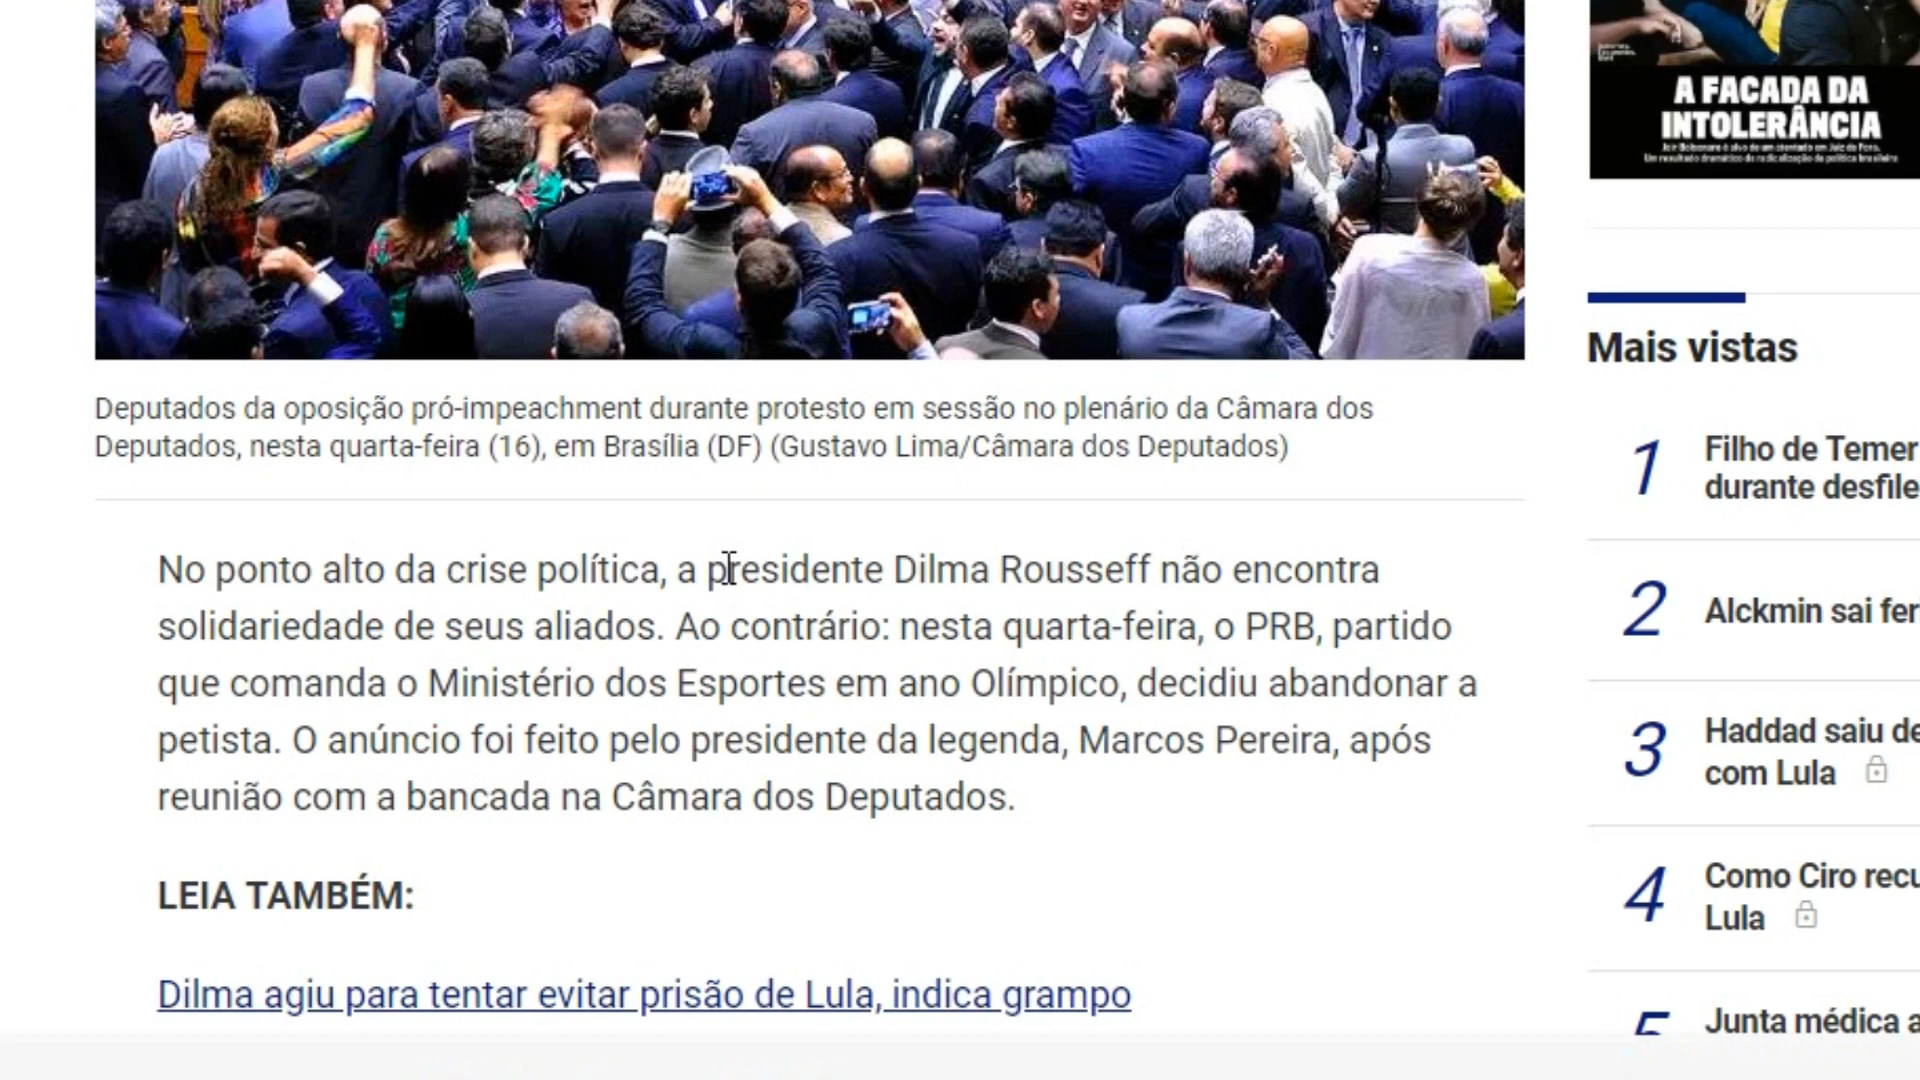 A FACADA DA
INTOLERÂNCIA
Jair Bolsonaro é alvo de um atentado em Juiz de Fora.
Um resultado dramático da radicalização da política brasileira
Deputados da oposição pró-impeachment durante protesto em sessão no plenário da Câmara dos
Deputados, nesta quarta-feira (16), em Brasília (DF) (Gustavo Lima/Câmara dos Deputados)
No ponto alto da crise política, a presidente Dilma Rousseff não encontra
solidariedade de seus aliados. Ao contrário: nesta quarta-feira, o PRB, partido
que comanda o Ministério dos Esportes em ano Olímpico, decidiu abandonar a
petista. O anúncio foi feito pelo presidente da legenda, Marcos Pereira, após
reunião com a bancada na Câmara dos Deputados.
LEIA TAMBÉM:
Dilma agiu para tentar evitar prisão de Lula, indica grampo
Mais vistas
1 Filho de Temer
durante desfile
2 Alckmin sai fer
3 Haddad saiu de
com Lula
4 Como Ciro recu
Lula
5 Junta médica a